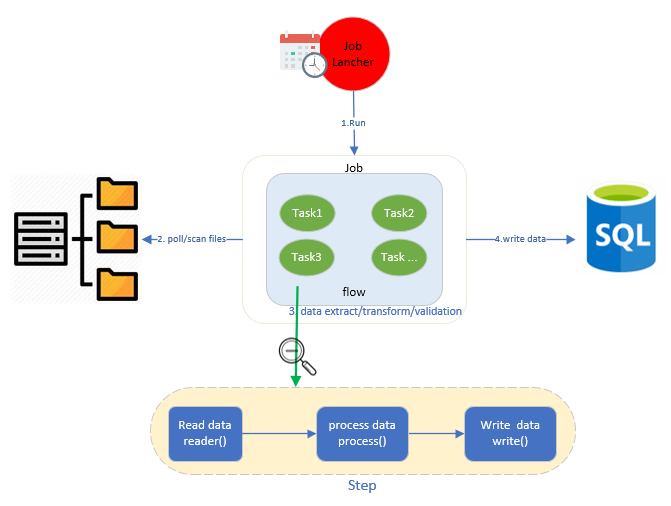 Job
Lancher
1.Run
Job
Task1
Task2
2. poll/scan files
4.write data
SQL
Task3
Task ...
flow
3. data extract/transform/validation
Read data
reader()
process data
process()
Write data
write()
Step